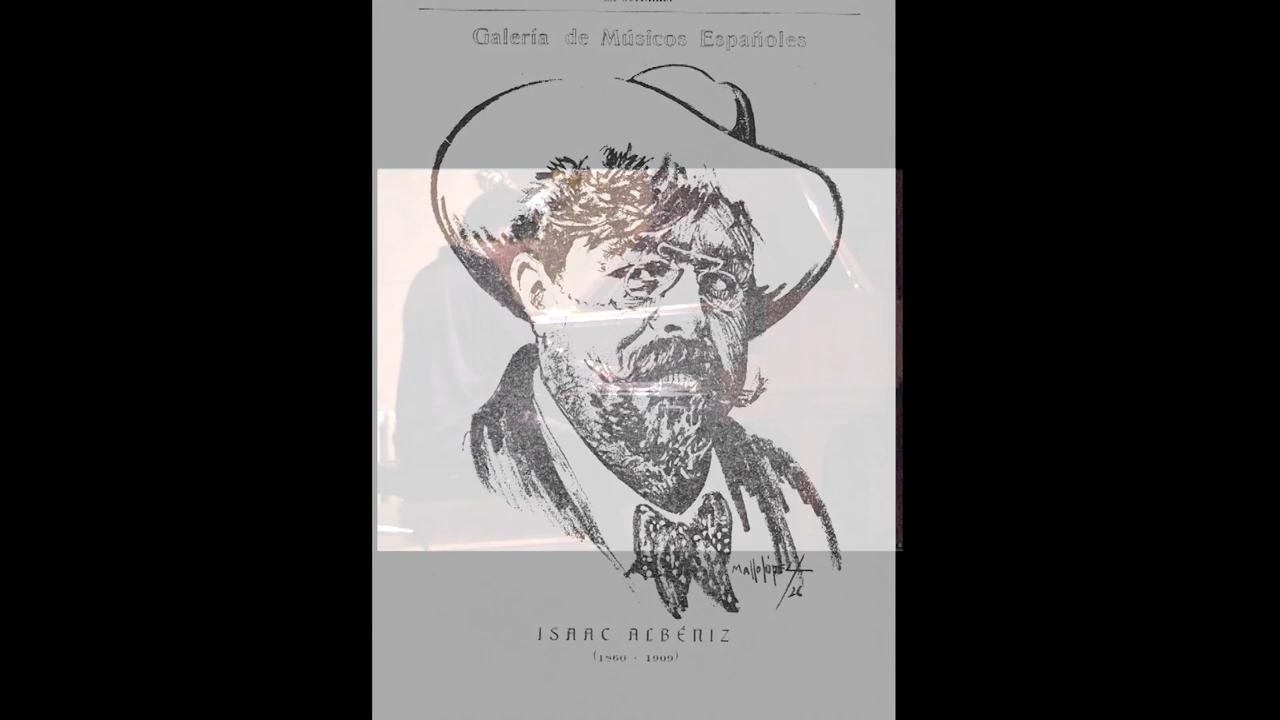 Galería de Músicos Españoles
Mallolópez
26
ISAAC ALBÉNIZ
(1860 - 1909)